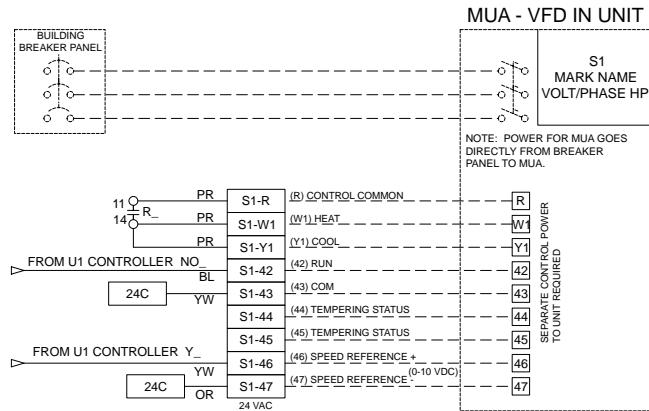 MUA - VFD IN UNIT
BUILDING
BREAKER PANEL
S1
MARK NAME
VOLT/PHASE HP
NOTE: POWER FOR MUA GOES
DIRECTLY FROM BREAKER
PANEL TO MUA.
11 PR S1-R (R) CONTROL COMMON R
R_
14 PR S1-W1 (W1) HEAT W1
PR S1-Y1 (Y1) COOL Y1
FROM U1 CONTROLLER NO_
BL S1-42 (42) RUN 42
24C YW S1-43 (43) COM 43
S1-44 (44) TEMPERING STATUS 44
S1-45 (45) TEMPERING STATUS 45
FROM U1 CONTROLLER Y_
YW S1-46 (46) SPEED REFERENCE + 46
(0-10 VDC)
24C OR S1-47 (47) SPEED REFERENCE - 47
24 VAC
SEPARATE CONTROL POWER
TO UNIT REQUIRED